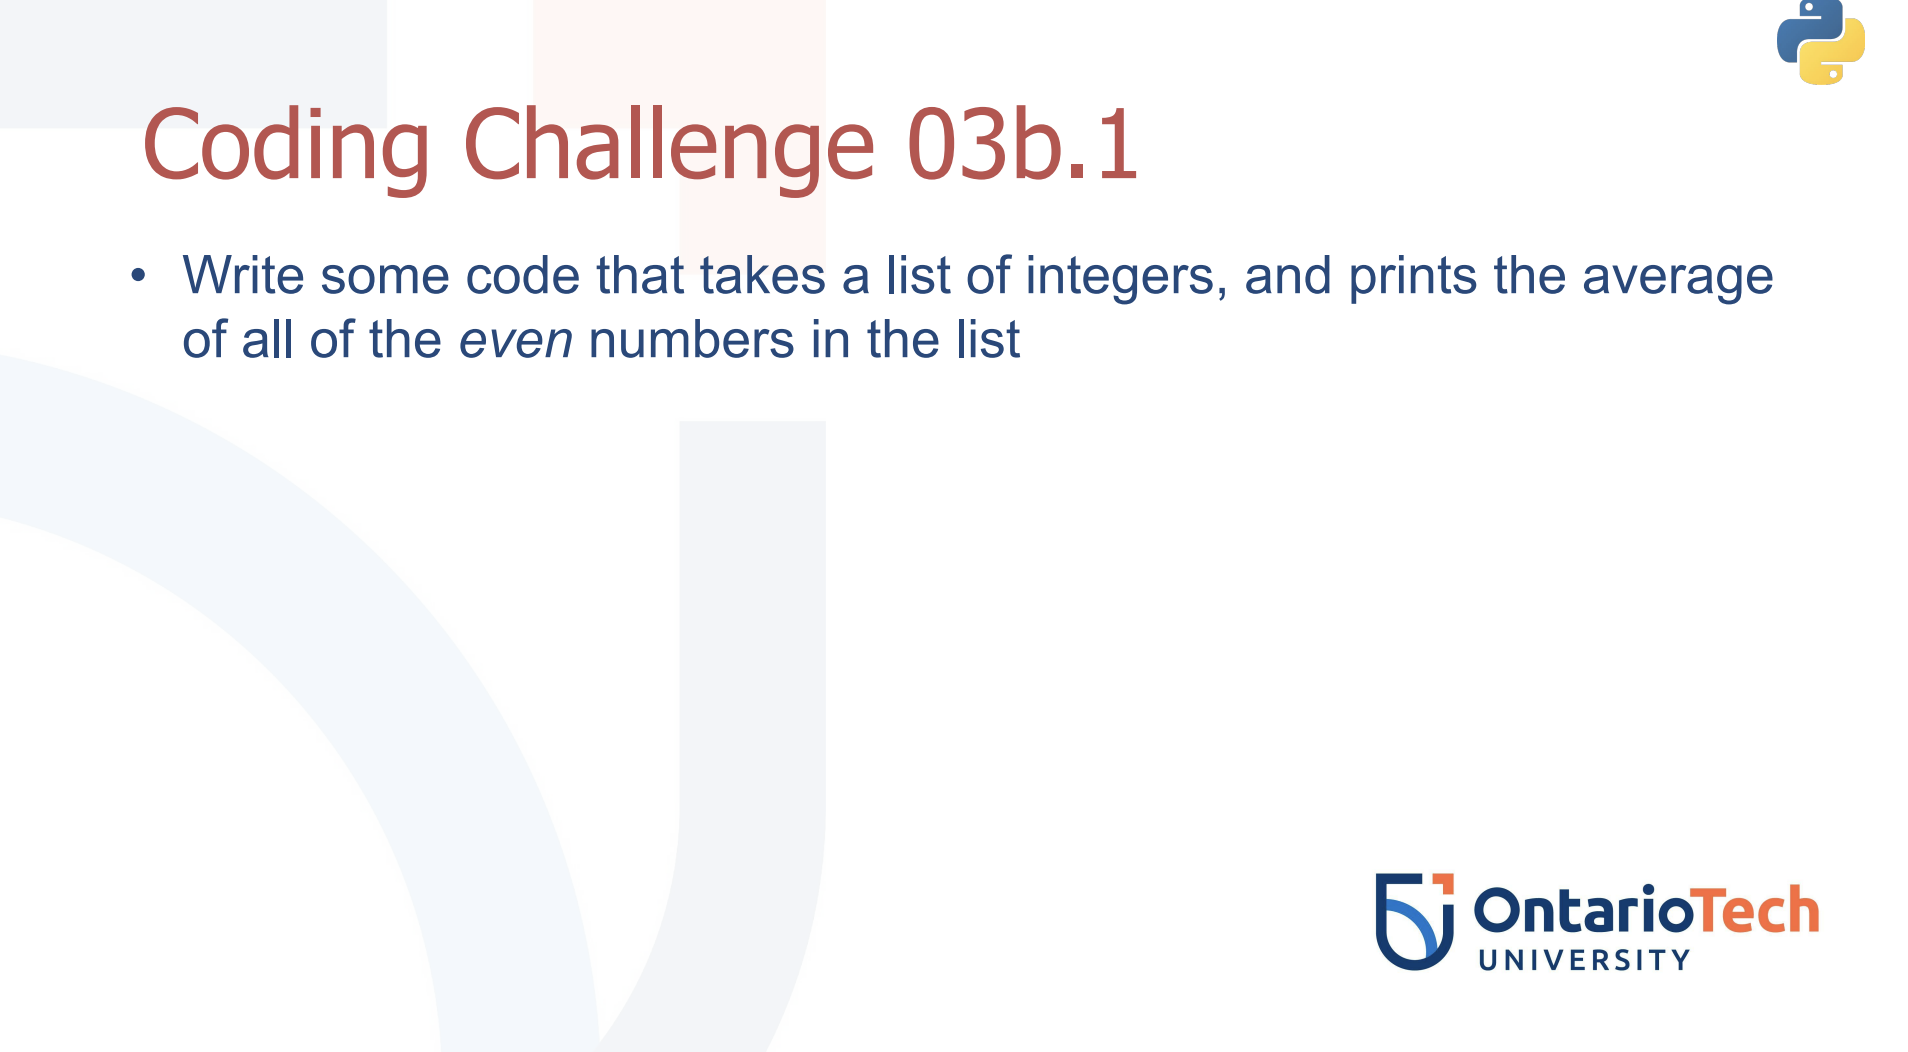 Coding Challenge 03b.1
• Write some code that takes a list of integers, and prints the average
of all of the even numbers in the list
OntarioTech
UNIVERSITY